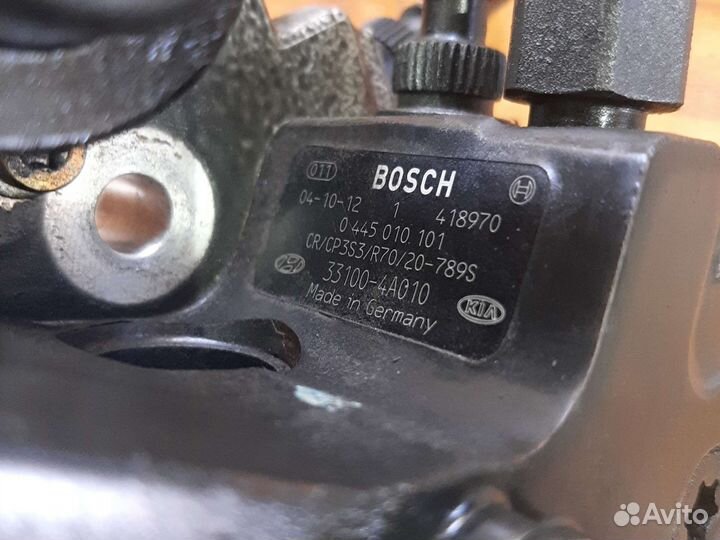 011 BOSCH
04-10-12 1 418970
0 445 010 101
CR/CP3S3/R70/20-789S
33100-4A010
Made in Germany
KIA
Avito